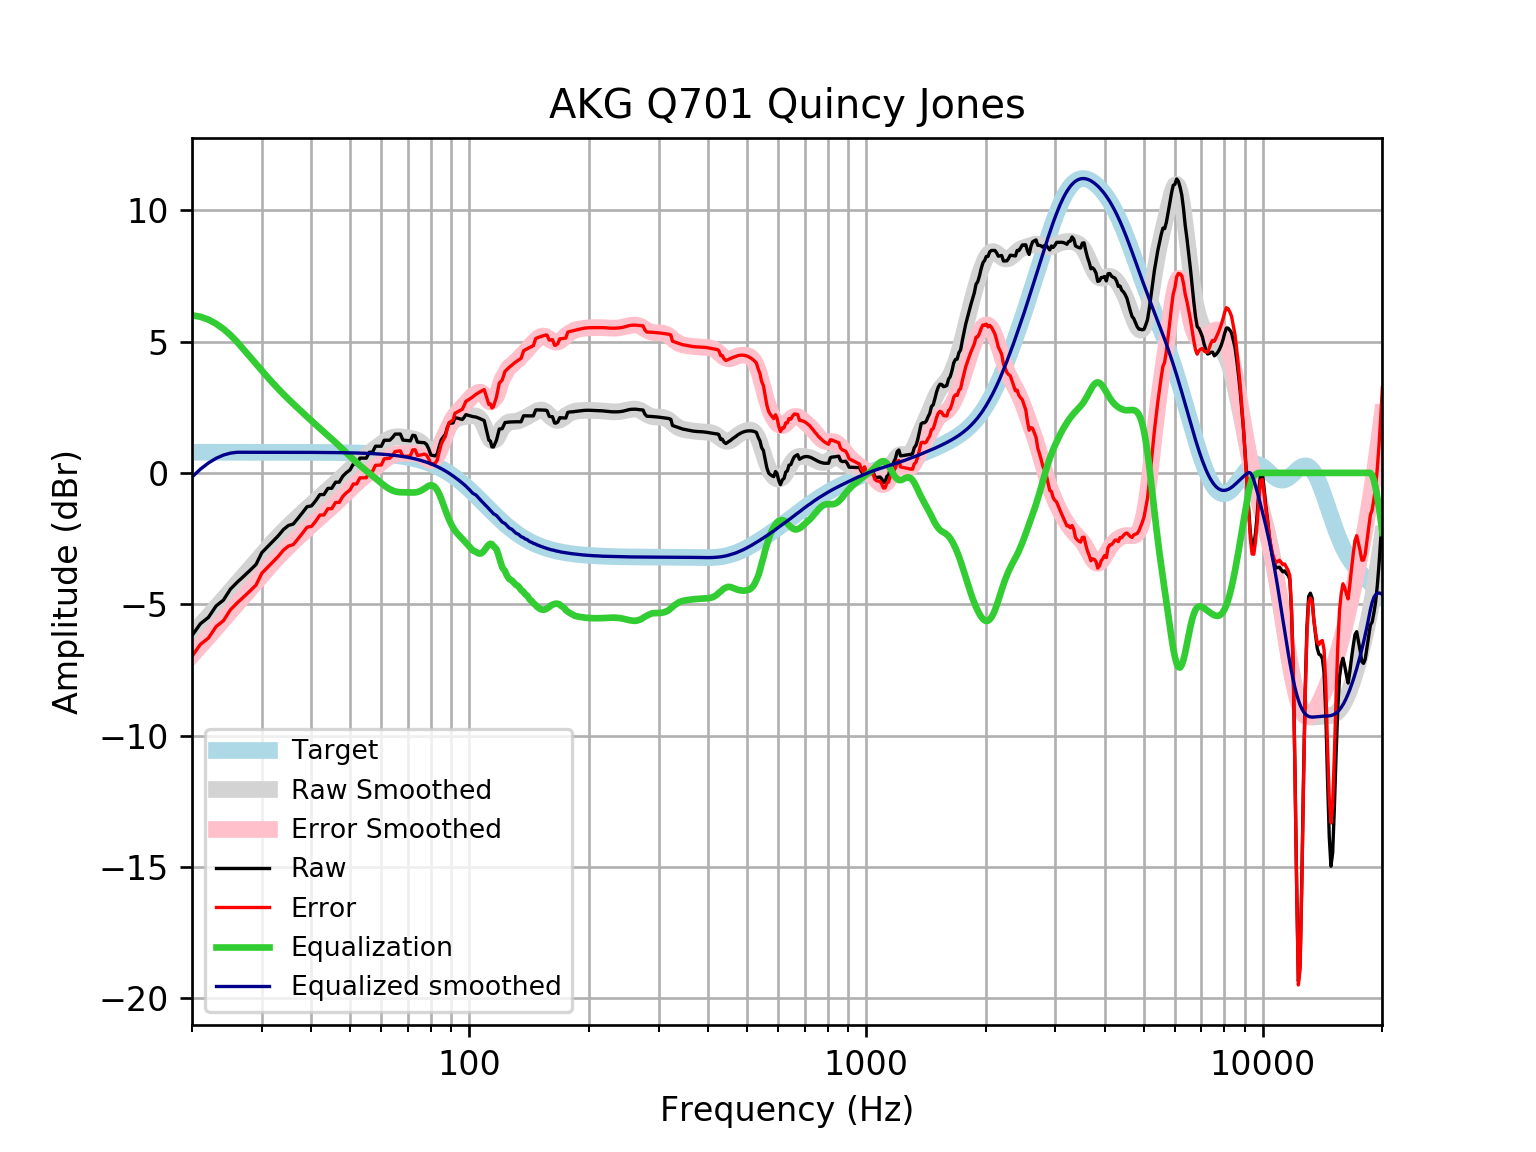 AKG Q701 Quincy Jones
Amplitude (dBr)
10
5
0
−5
−10
−15
−20
Target
Raw Smoothed
Error Smoothed
Raw
Error
Equalization
Equalized smoothed
100
1000
10000
Frequency (Hz)